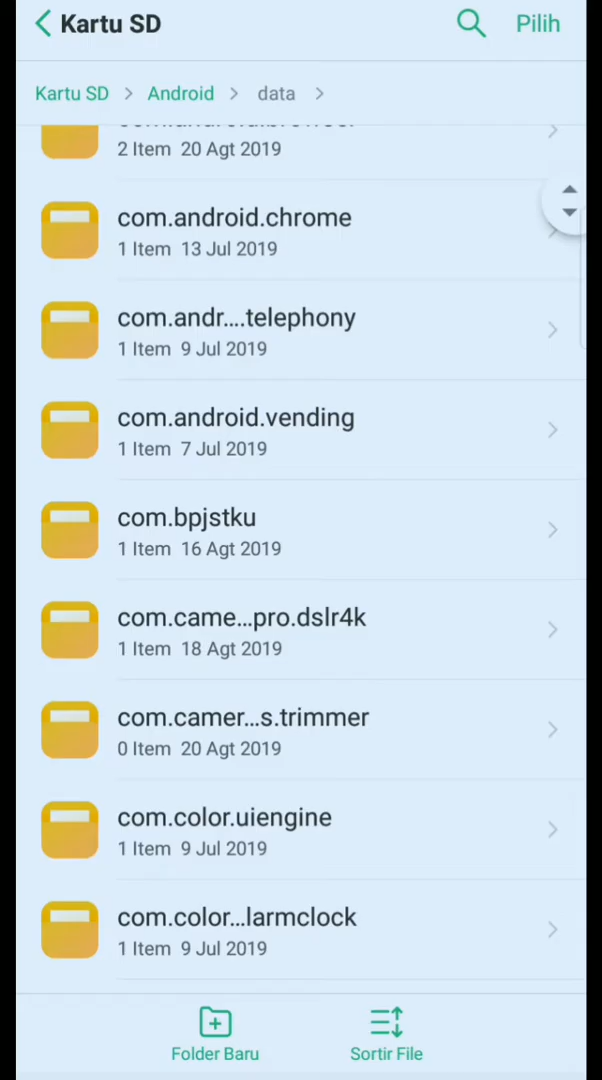 Kartu SD
Pilih
Kartu SD > Android > data >
2 Item 20 Agt 2019
com.android.chrome
1 Item 13 Jul 2019
com.andr....telephony
1 Item 9 Jul 2019
com.android.vending
1 Item 7 Jul 2019
com.bpjstku
1 Item 16 Agt 2019
com.came...pro.dslr4k
1 Item 18 Agt 2019
com.camer...s.trimmer
0 Item 20 Agt 2019
com.color.uiengine
1 Item 9 Jul 2019
com.color...larmclock
1 Item 9 Jul 2019
Folder Baru
Sortir File